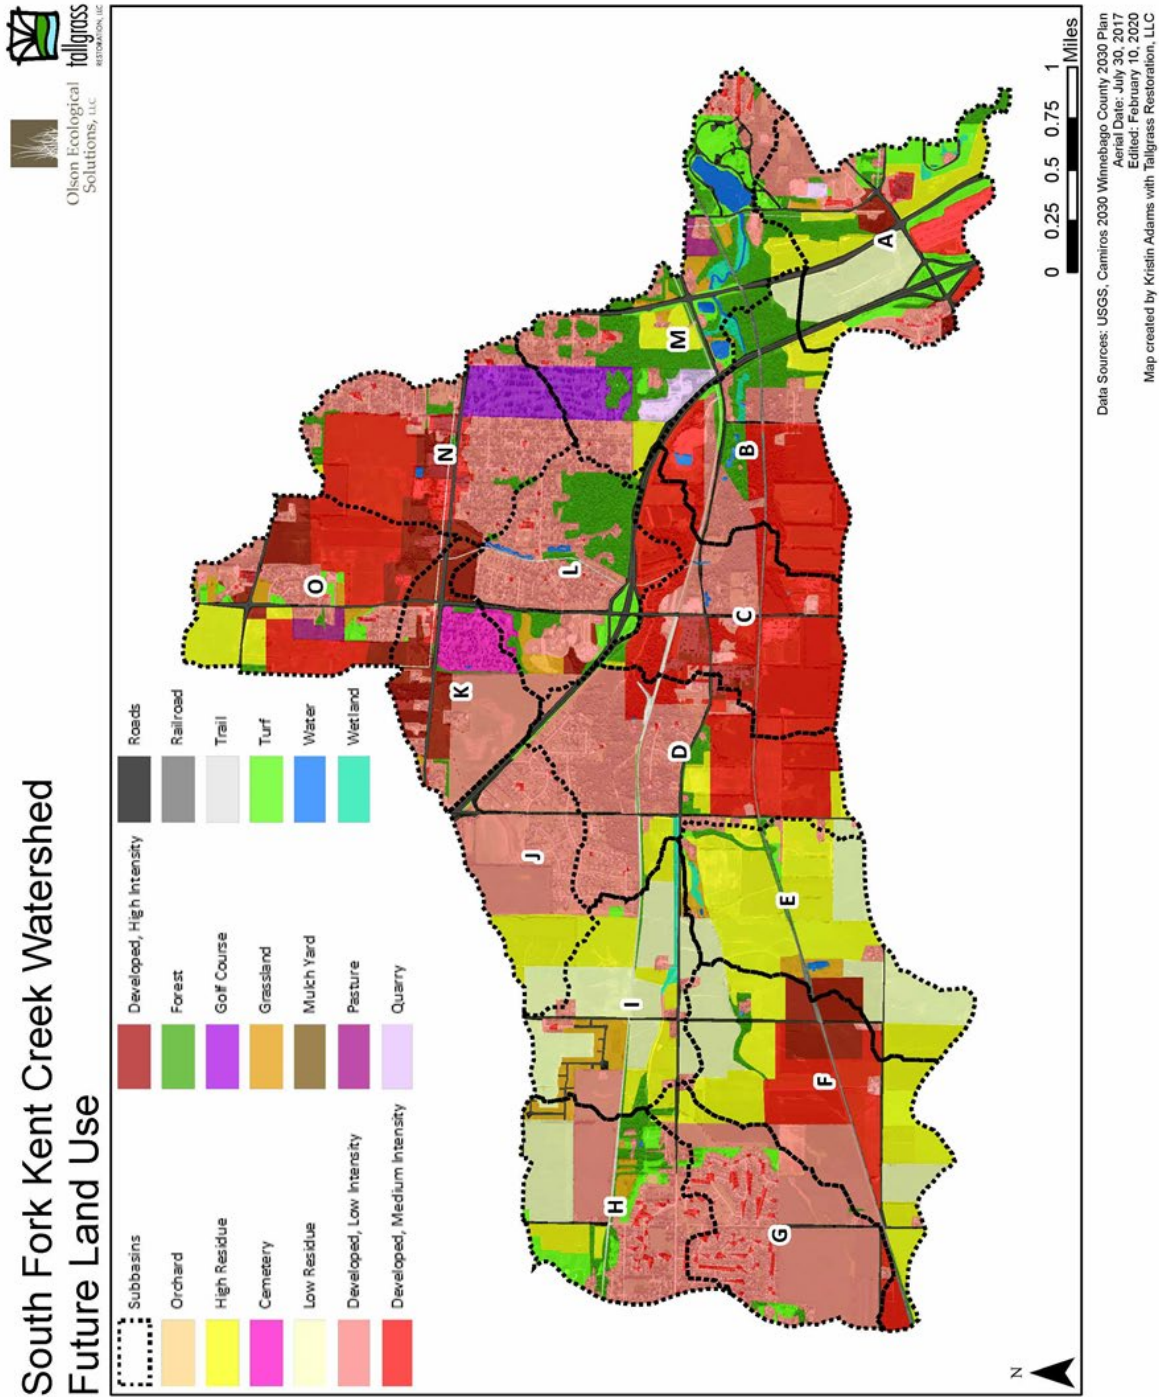 South Fork Kent Creek Watershed
Future Land Use
Olson Ecological
Solutions, LLC
tallgrass
RESTORATION, LLC
Subbasins
Orchard
High Residue
Cemetery
Low Residue
Developed, Low Intensity
Developed, Medium Intensity
Developed, High Intensity
Forest
Golf Course
Grassland
Mulch Yard
Pasture
Quarry
Roads
Railroad
Trail
Turf
Water
Wetland
O
N
K
L
M
J
D
C
B
A
I
E
H
F
G
N
0 0.25 0.5 0.75 1
Miles
Data Sources: USGS, Camiros 2030 Winnebago County 2030 Plan
Aerial Date: July 30, 2017
Edited: February 10, 2020
Map created by Kristin Adams with Tallgrass Restoration, LLC